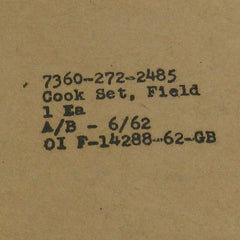 7360-272-2485
Cook Set, Field
1 Ea
A/B - 6/62
OI F-14288-62-GB